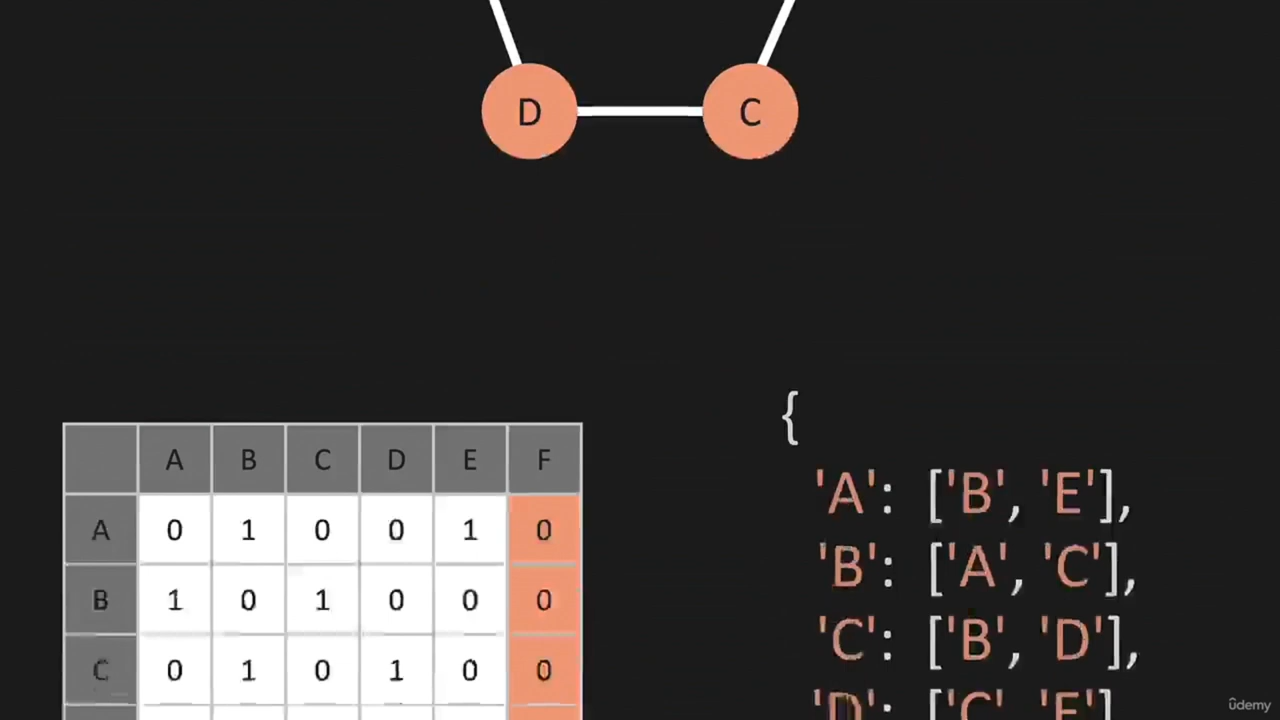 D C
{
A B C D E F
'A': ['B', 'E'],
A 0 1 0 0 1 0
'B': ['A', 'C'],
B 1 0 1 0 0 0
'C': ['B', 'D'],
C 0 1 0 1 0 0
'D': ['C', 'E']
ûdemy